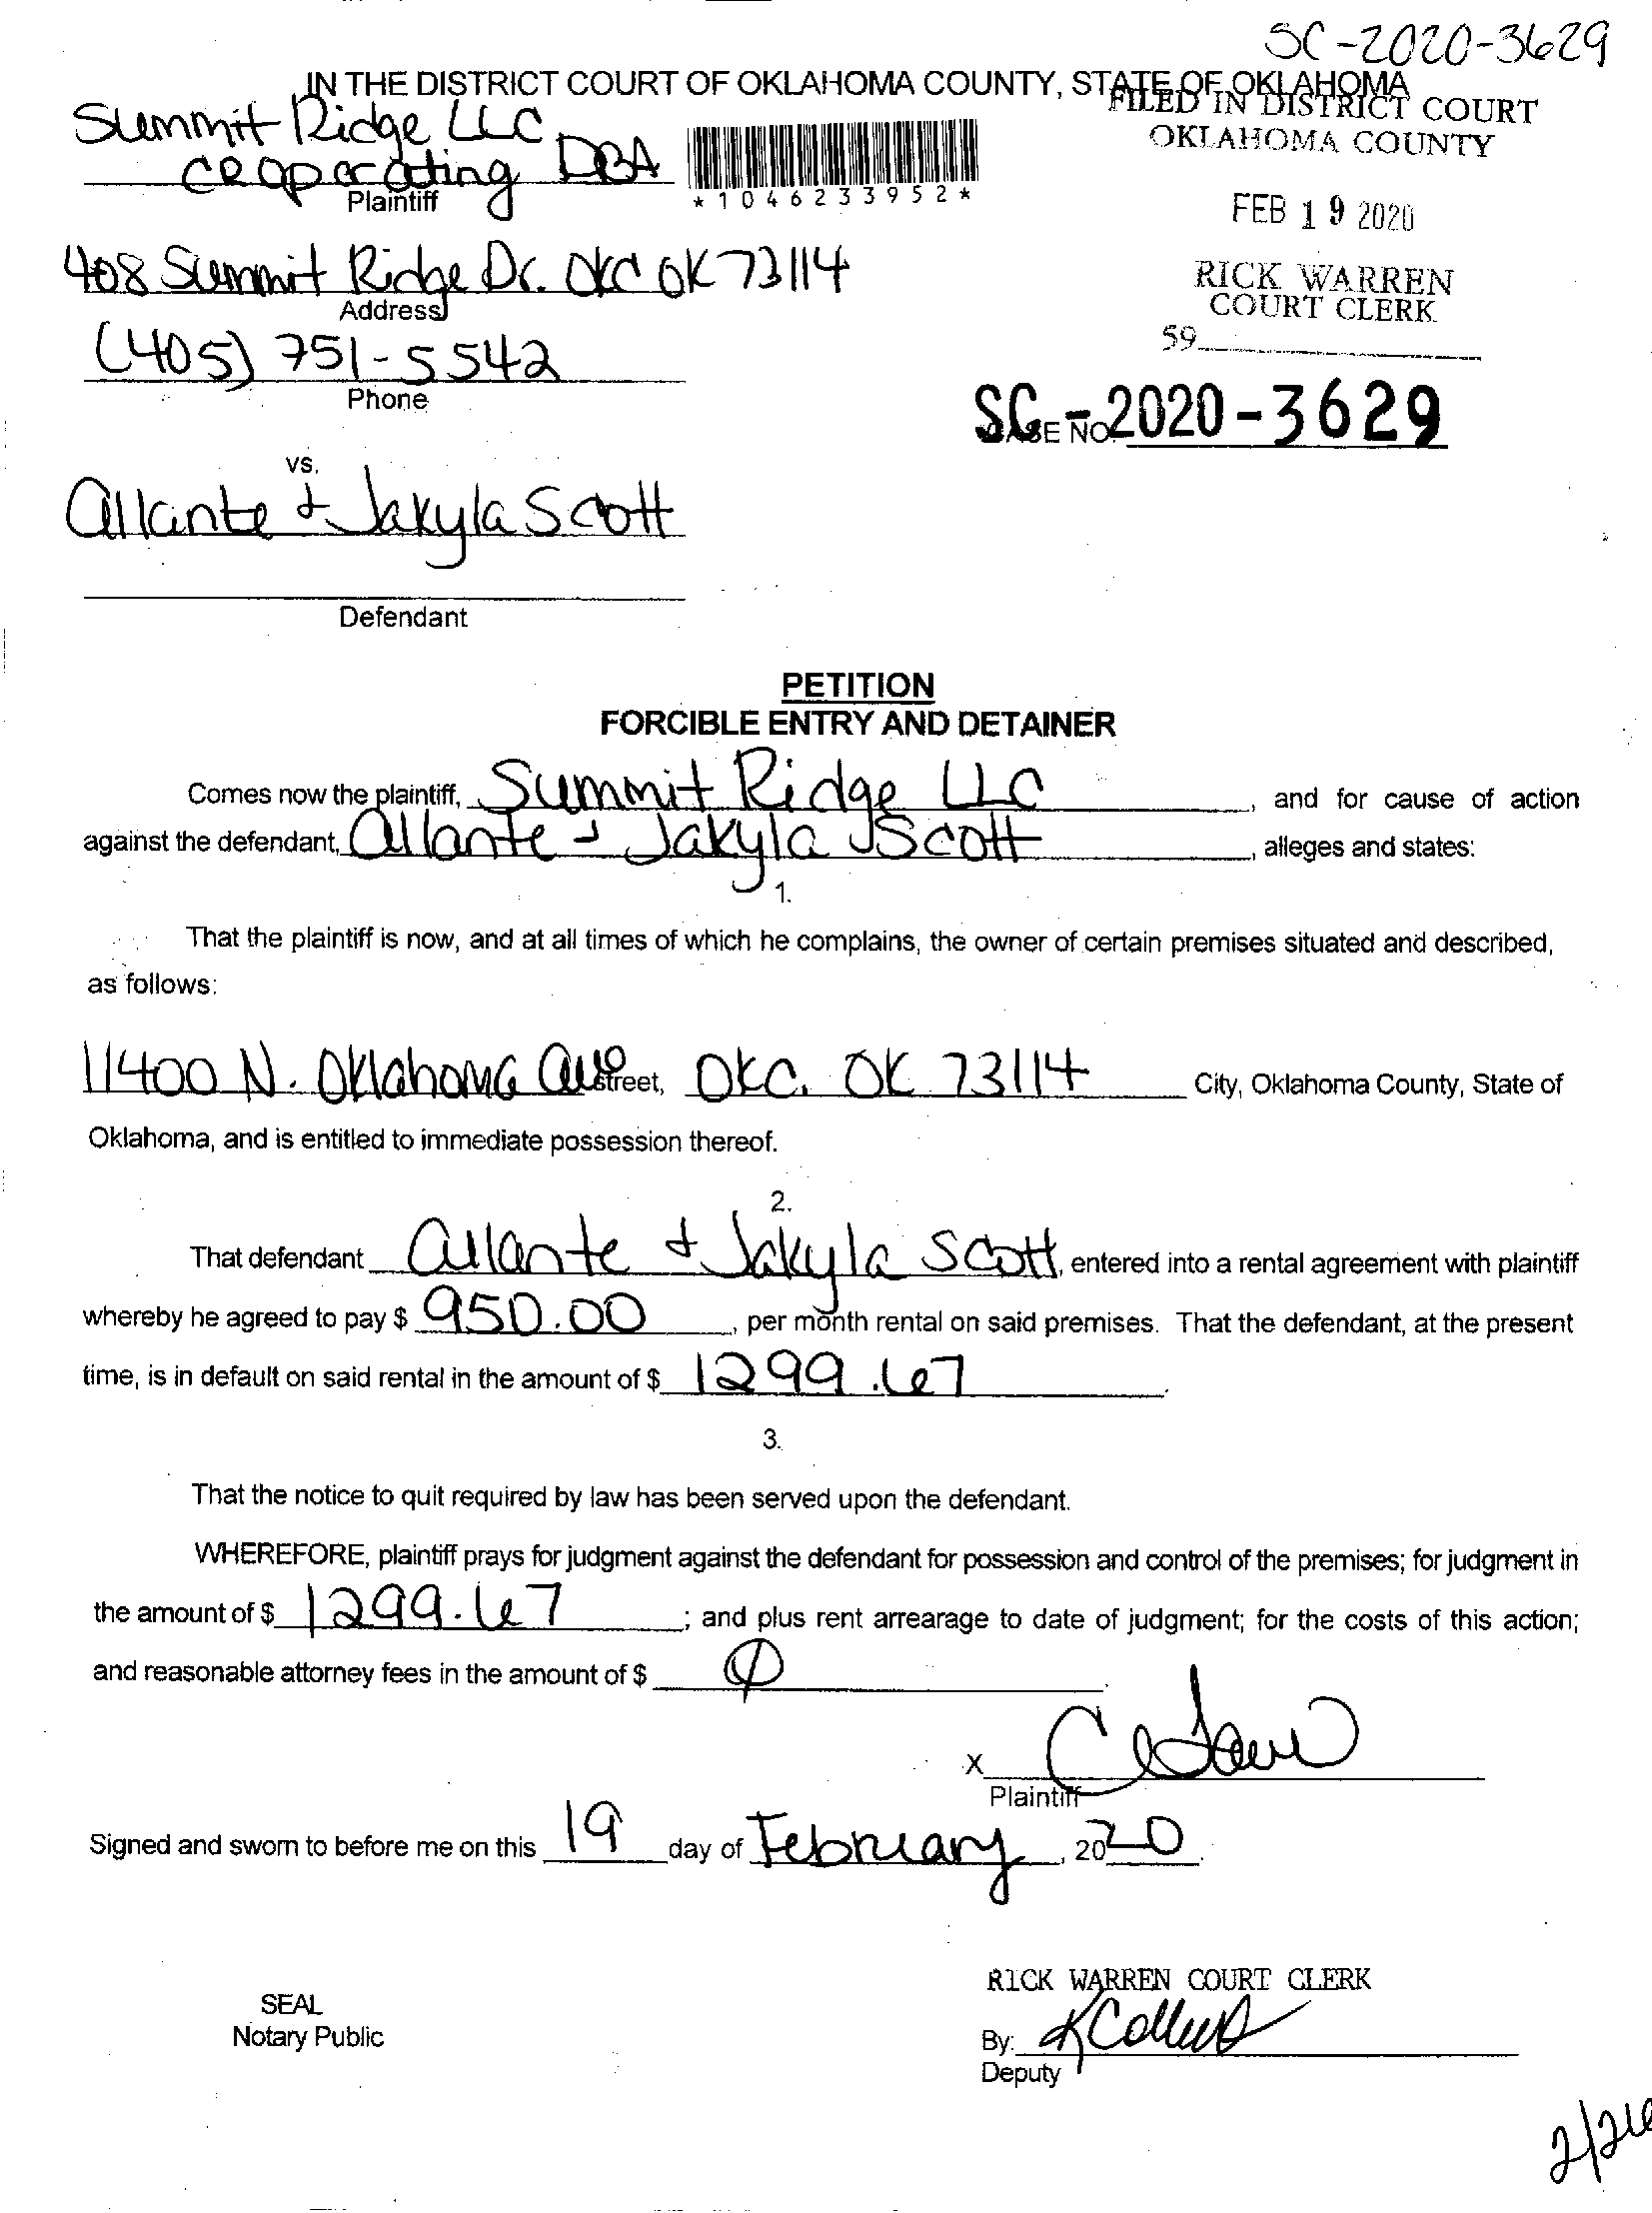 SC-2020-3629
IN THE DISTRICT COURT OF OKLAHOMA COUNTY, STATE OF OKLAHOMA
FILED IN DISTRICT COURT
OKLAHOMA COUNTY
Summit Ridge LLC
DBA
Plaintiff
*1046233952*
FEB 19 2020
408 Summit Ridge Dr. OKC OK 73114
Address
RICK WARREN
COURT CLERK
59
(405) 751-5542
Phone
SC-2020-3629
CASE NO.
vs.
Allante & Jakyla Scott
Defendant
PETITION
FORCIBLE ENTRY AND DETAINER
Comes now the plaintiff, Summit Ridge LLC, and for cause of action
against the defendant, Allante & Jakyla Scott, alleges and states:
1.
That the plaintiff is now, and at all times of which he complains, the owner of certain premises situated and described,
as follows:
11400 N. Oklahoma Ave street, OKC. OK 73114 City, Oklahoma County, State of
Oklahoma, and is entitled to immediate possession thereof.
2.
That defendant Allante & Jakyla Scott, entered into a rental agreement with plaintiff
whereby he agreed to pay $ 950.00, per month rental on said premises. That the defendant, at the present
time, is in default on said rental in the amount of $ 1299.67.
3.
That the notice to quit required by law has been served upon the defendant.
WHEREFORE, plaintiff prays for judgment against the defendant for possession and control of the premises; for judgment in
the amount of $ 1299.67; and plus rent arrearage to date of judgment; for the costs of this action;
and reasonable attorney fees in the amount of $ 0.
X
Plaintiff
Signed and sworn to before me on this 19 day of February, 2020.
RICK WARREN COURT CLERK
SEAL
Notary Public
By: KCollins
Deputy
2/26